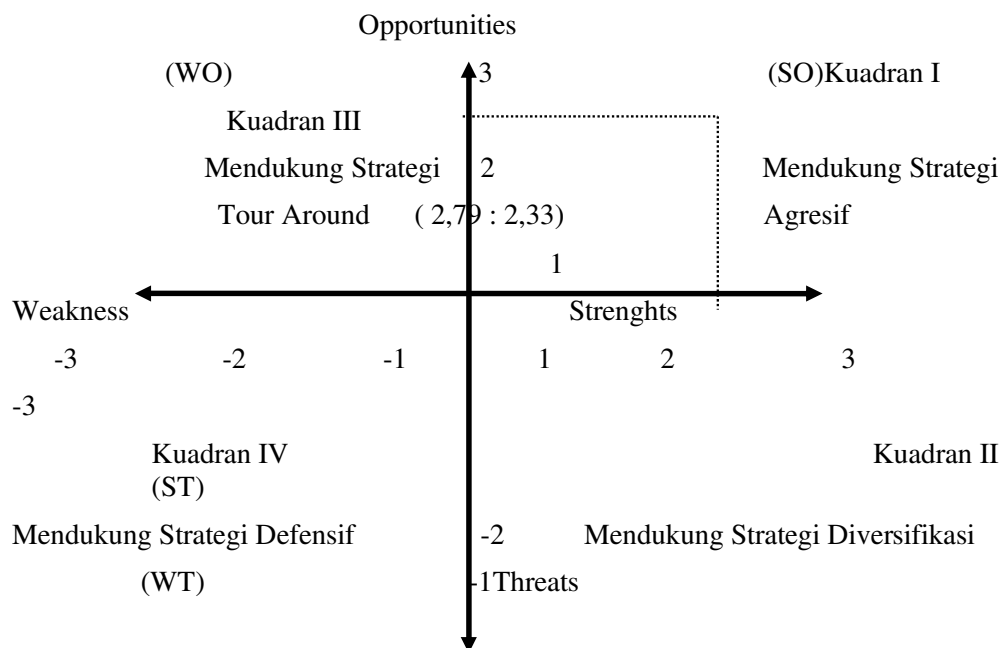 Opportunities
(WO) 3 (SO)Kuadran I
Kuadran III
Mendukung Strategi 2 Mendukung Strategi
Tour Around ( 2,79 : 2,33) Agresif
1
Weakness Strenghts
-3 -2 -1 1 2 3
-3
Kuadran IV Kuadran II
(ST)
Mendukung Strategi Defensif -2 Mendukung Strategi Diversifikasi
(WT) -1Threats